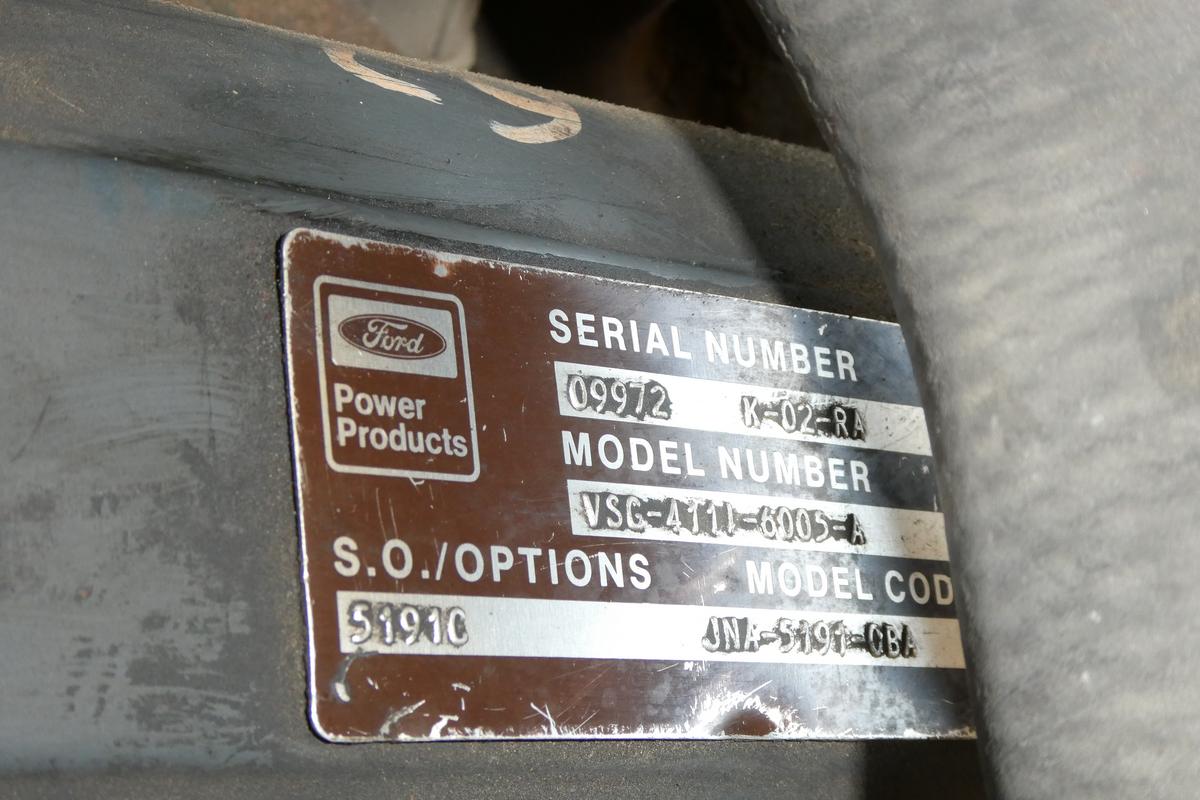 Ford
Power
Products
SERIAL NUMBER
09972 K-02-RA
MODEL NUMBER
VSG-411I-6005-A
S.O./OPTIONS MODEL COD
5191C JNA-5191-CBA